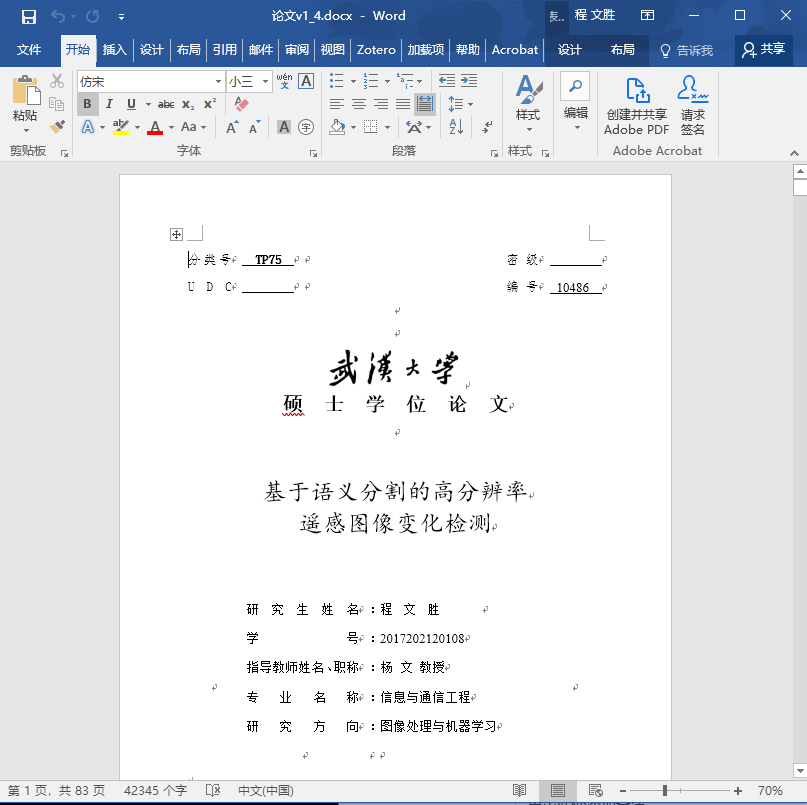 论文v1_4.docx - Word
表..
程 文胜
文件 开始 插入 设计 布局 引用 邮件 审阅 视图 Zotero 加载项 帮助 Acrobat 设计 布局 告诉我 共享
粘贴
仿宋 小三 wén 文 A
B I U abc x₂ x²
A aby A Aa A A A 字
样式
编辑
创建并共享 Adobe PDF
请求 签名
剪贴板 字体 段落 样式 Adobe Acrobat
分类号 TP75 密 级
U D C 编 号 10486
武漢大学
硕士学位论文
基于语义分割的高分辨率
遥感图像变化检测
研究生姓名:程 文 胜
学 号:2017202120108
指导教师姓名、职称:杨 文 教授
专 业 名 称:信息与通信工程
研 究 方 向:图像处理与机器学习
第 1 页,共 83 页 42345 个字 中文(中国) 70%